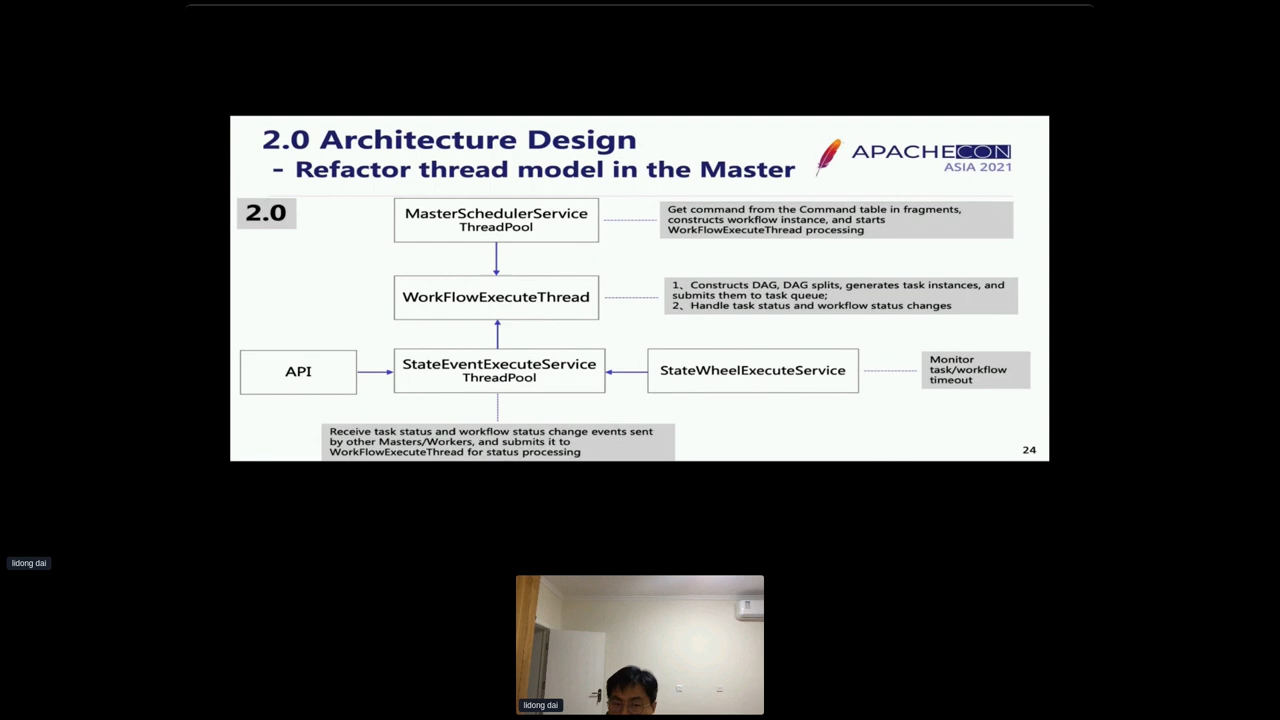 2.0 Architecture Design
- Refactor thread model in the Master
APACHECON
ASIA 2021
2.0
MasterSchedulerService
ThreadPool
Get command from the Command table in fragments,
constructs workflow instance, and starts
WorkFlowExecuteThread processing
WorkFlowExecuteThread
1、Constructs DAG, DAG splits, generates task instances, and
submits them to task queue;
2、Handle task status and workflow status changes
API
StateEventExecuteService
ThreadPool
StateWheelExecuteService
Monitor
task/workflow
timeout
Receive task status and workflow status change events sent
by other Masters/Workers, and submits it to
WorkFlowExecuteThread for status processing
24
lidong dai
lidong dai